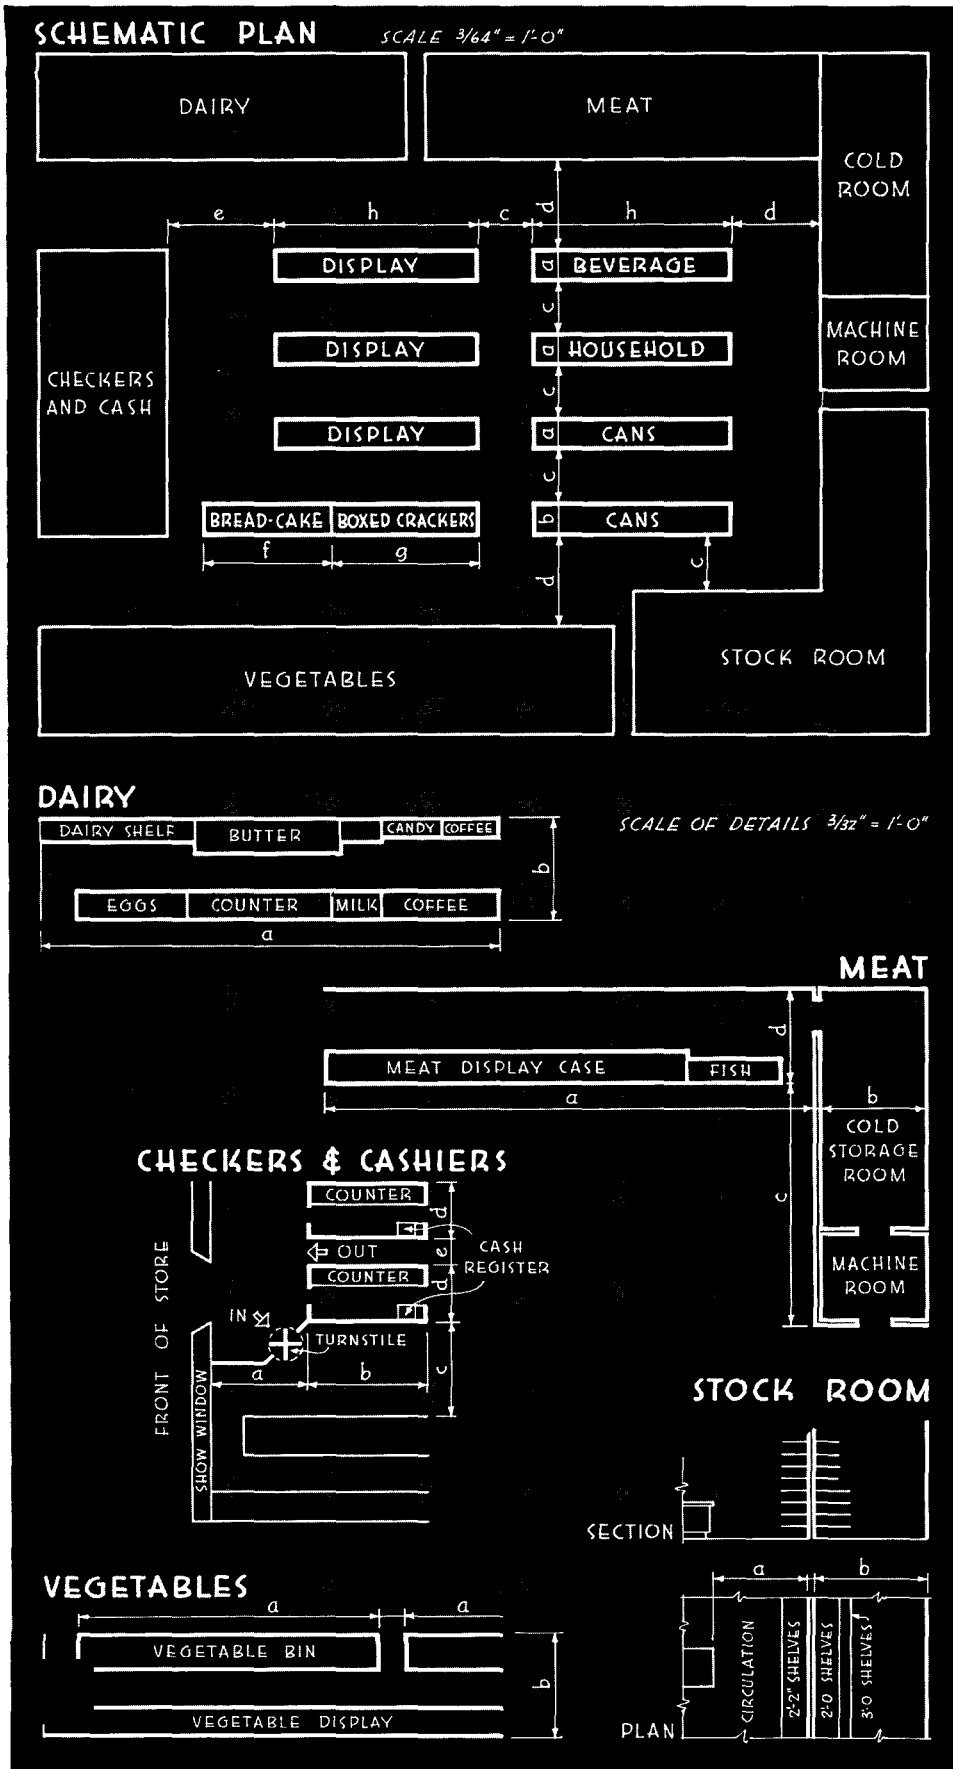 SCHEMATIC PLAN
SCALE 3/64" = 1'-0"
DAIRY
MEAT
COLD
ROOM
e
h
c
d
h
d
DISPLAY
a
BEVERAGE
c
MACHINE
ROOM
DISPLAY
a
HOUSEHOLD
CHECKERS
AND CASH
c
DISPLAY
a
CANS
c
BREAD-CAKE
BOXED CRACKERS
b
CANS
f
g
d
c
VEGETABLES
STOCK ROOM
DAIRY
SCALE OF DETAILS 3/32" = 1'-0"
DAIRY SHELF
BUTTER
CANDY
COFFEE
b
EGGS
COUNTER
MILK
COFFEE
a
MEAT
d
MEAT DISPLAY CASE
FISH
a
b
COLD
STORAGE
ROOM
c
MACHINE
ROOM
CHECKERS & CASHIERS
COUNTER
d
OUT
e
CASH
REGISTER
COUNTER
d
IN
TURNSTILE
a
b
c
FRONT OF STORE
SHOW WINDOW
STOCK ROOM
SECTION
VEGETABLES
a
a
VEGETABLE BIN
b
VEGETABLE DISPLAY
a
b
CIRCULATION
2'-2" SHELVES
2'-0 SHELVES
3'-0 SHELVES
PLAN